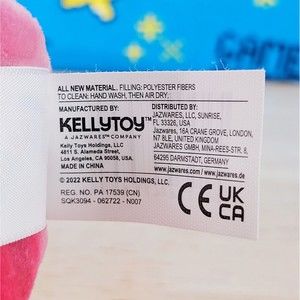 Garfie
ALL NEW MATERIAL. FILLING: POLYESTER FIBERS
TO CLEAN: HAND WASH, THEN AIR DRY.
MANUFACTURED BY:
KELLYTOY
A JAZWARES™ COMPANY
Kelly Toys Holdings, LLC
4811 S. Alameda Street,
Los Angeles, CA 90058, USA.
MADE IN CHINA
DISTRIBUTED BY:
JAZWARES, LLC, SUNRISE,
FL 33326, USA
Jazwares, 16A CRANE GROVE, LONDON,
N7 8LE, UNITED KINGDOM
JAZWARES GMBH, MINA-REES-STR. 8,
64295 DARMSTADT, GERMANY
www.jazwares.com
www.jazwares.de
© 2022 KELLY TOYS HOLDINGS, LLC.
REG. NO. PA 17539 (CN)
SQK3094 - 062722 - N007
CE UK
CA